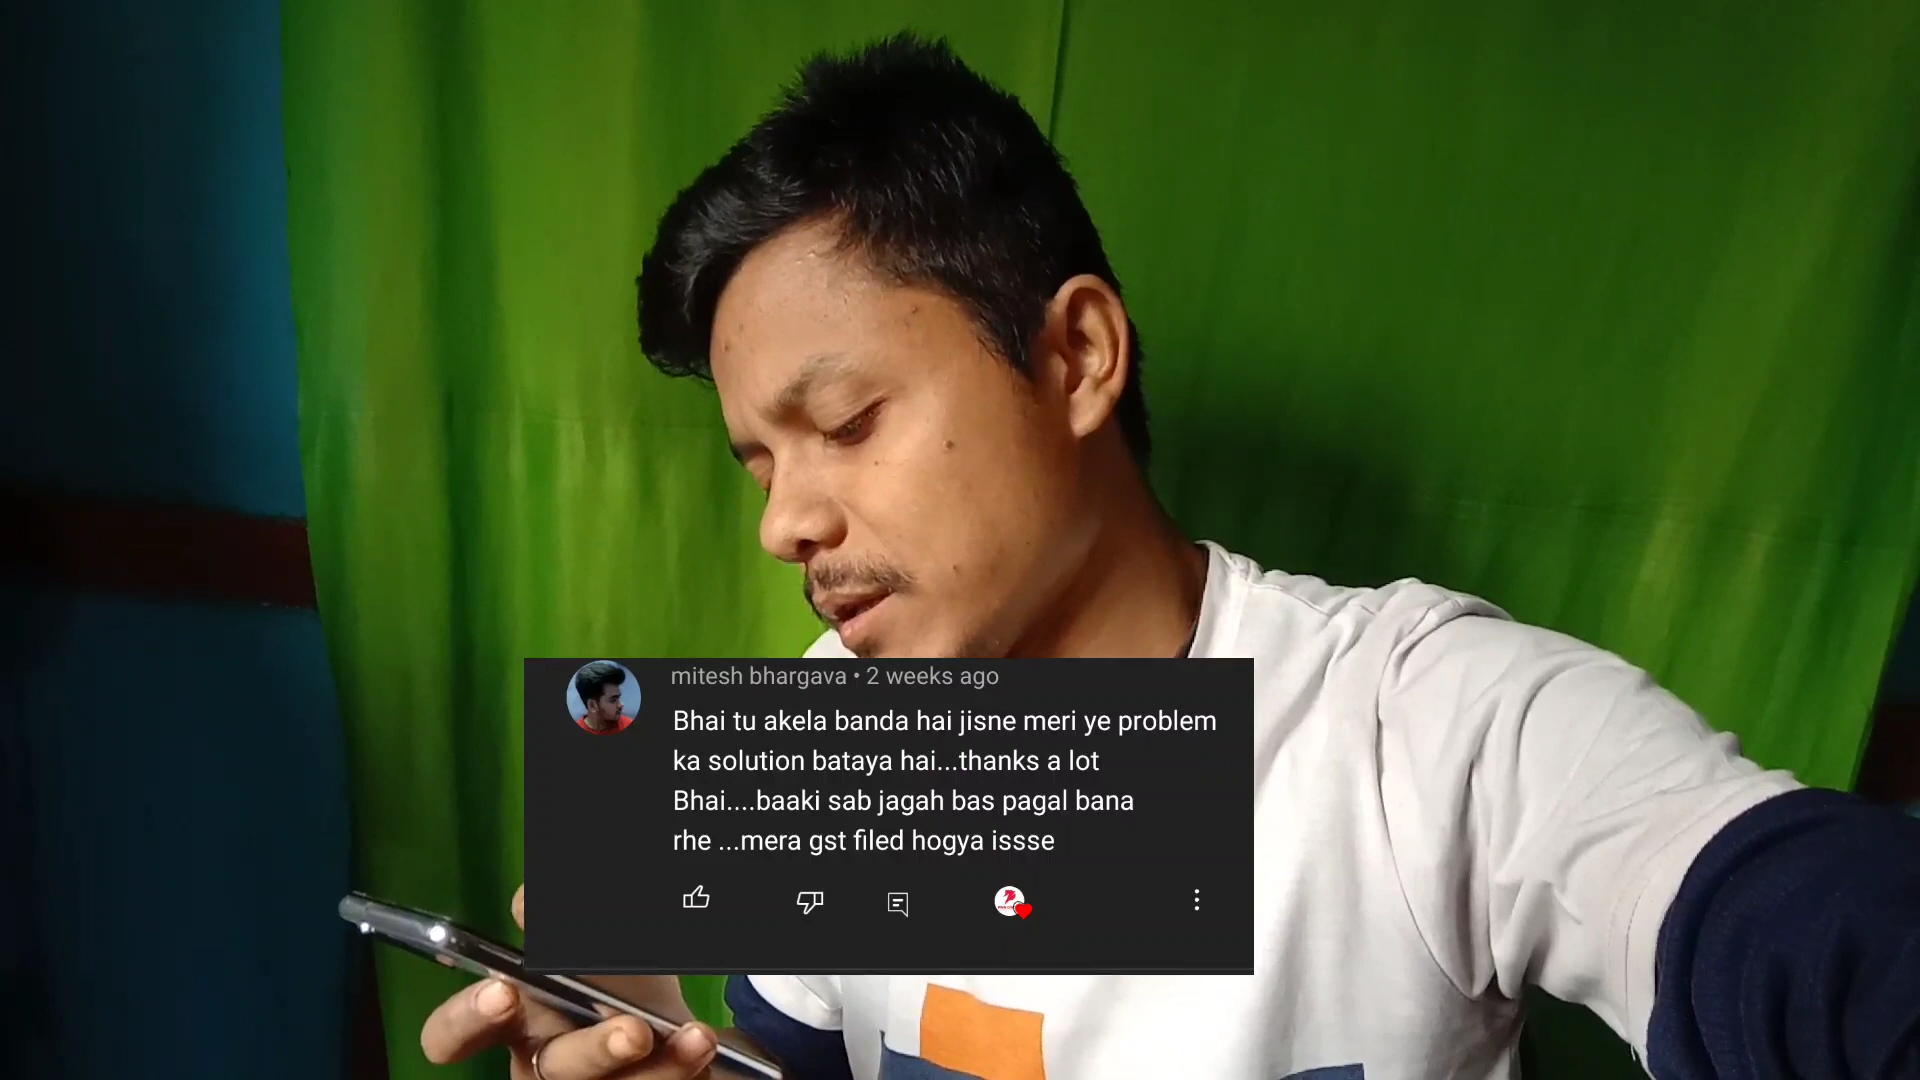 mitesh bhargava • 2 weeks ago
Bhai tu akela banda hai jisne meri ye problem
ka solution bataya hai...thanks a lot
Bhai....baaki sab jagah bas pagal bana
rhe ...mera gst filed hogya issse